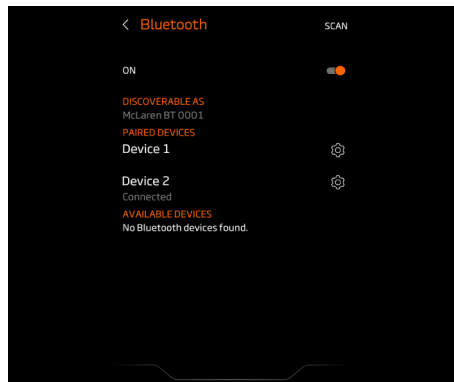 Bluetooth SCAN
ON
DISCOVERABLE AS
McLaren BT 0001
PAIRED DEVICES
Device 1
Device 2
Connected
AVAILABLE DEVICES
No Bluetooth devices found.